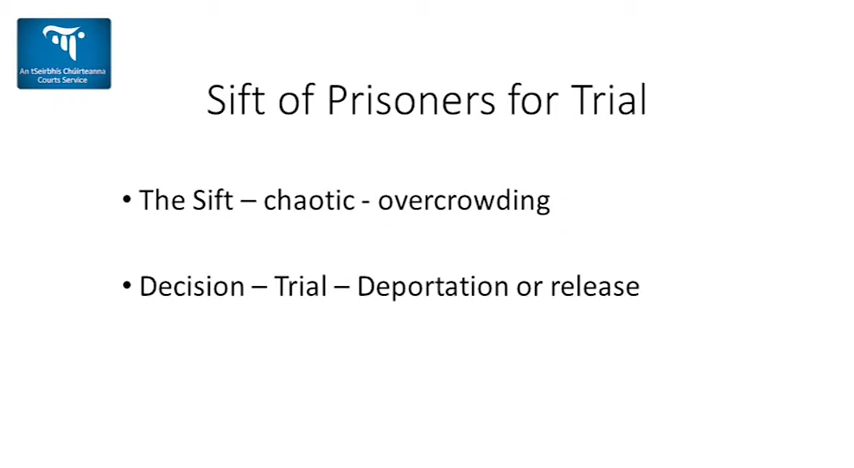 An tSeirbhís Chúirteanna
Courts Service
Sift of Prisoners for Trial
• The Sift – chaotic - overcrowding
• Decision – Trial – Deportation or release